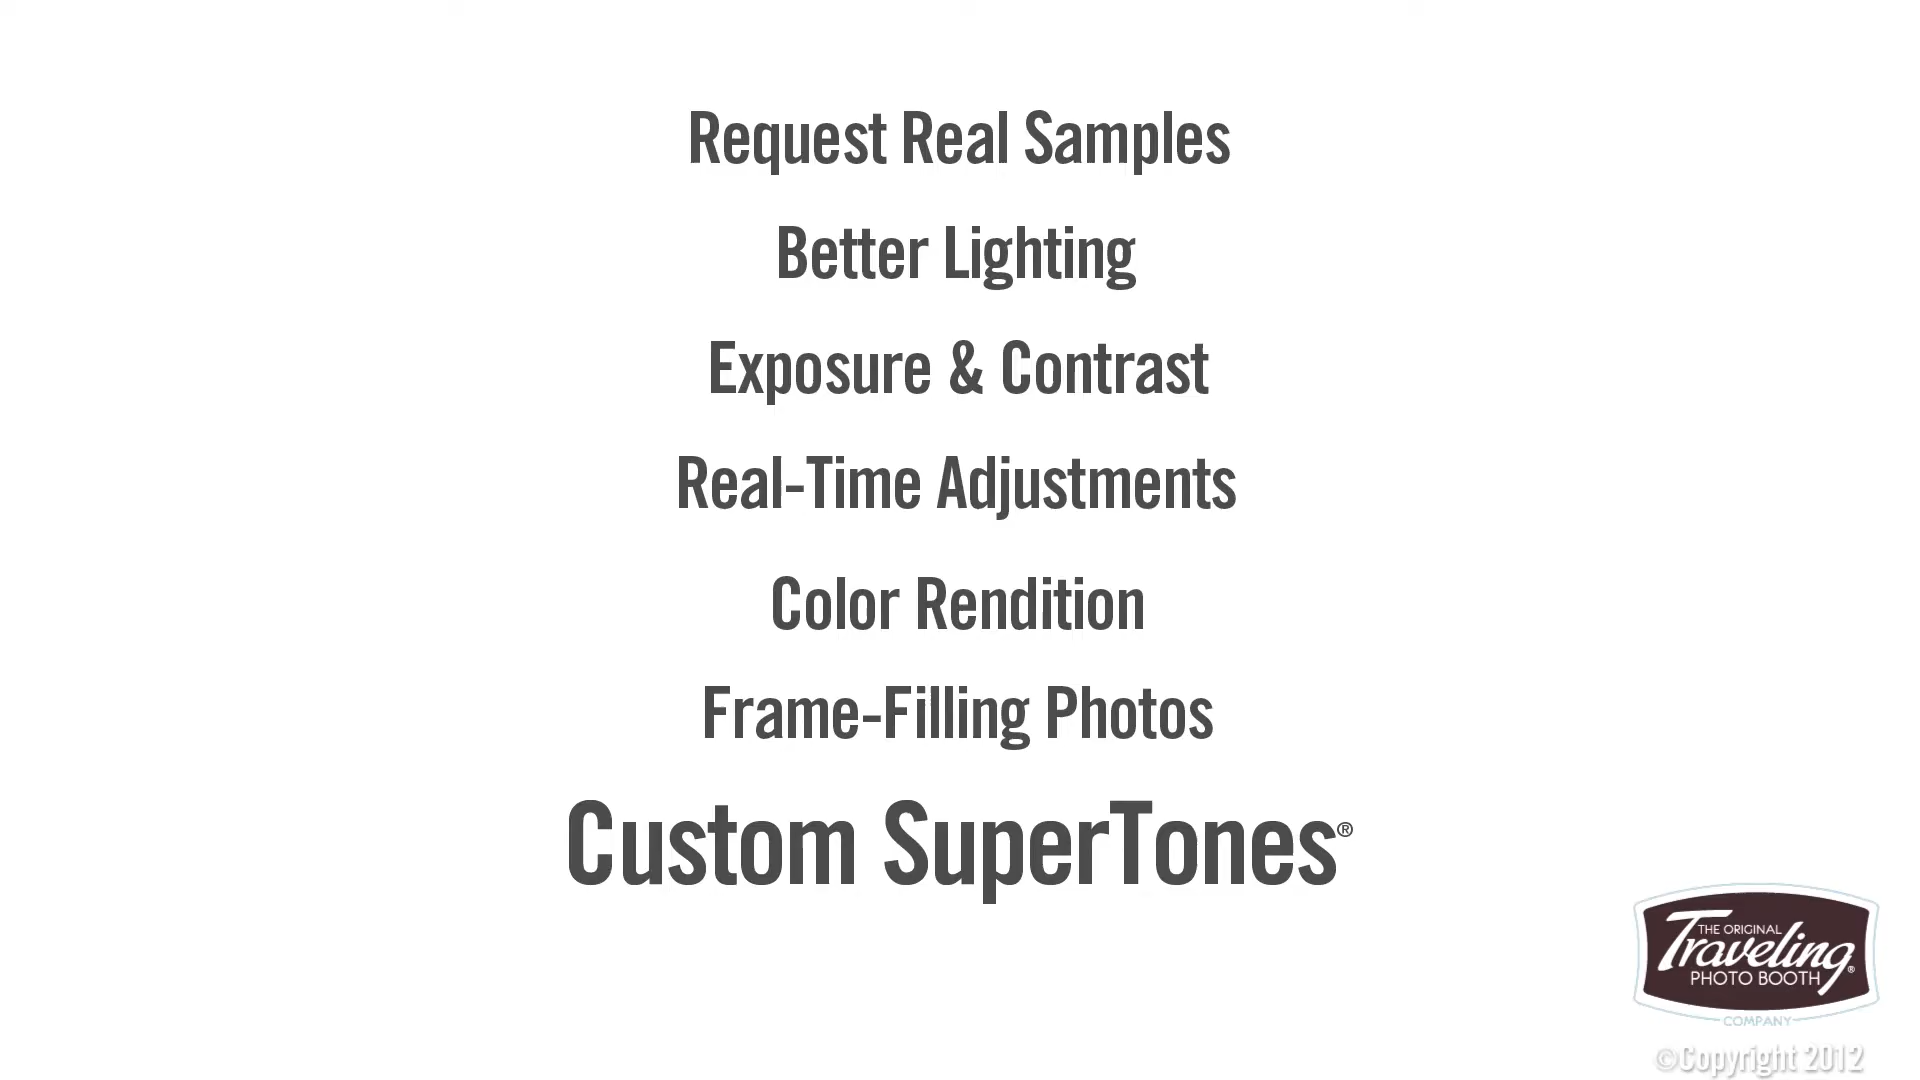 Request Real Samples
Better Lighting
Exposure & Contrast
Real-Time Adjustments
Color Rendition
Frame-Filling Photos
Custom SuperTones®
THE ORIGINAL
Traveling®
PHOTO BOOTH
COMPANY
©Copyright 2012